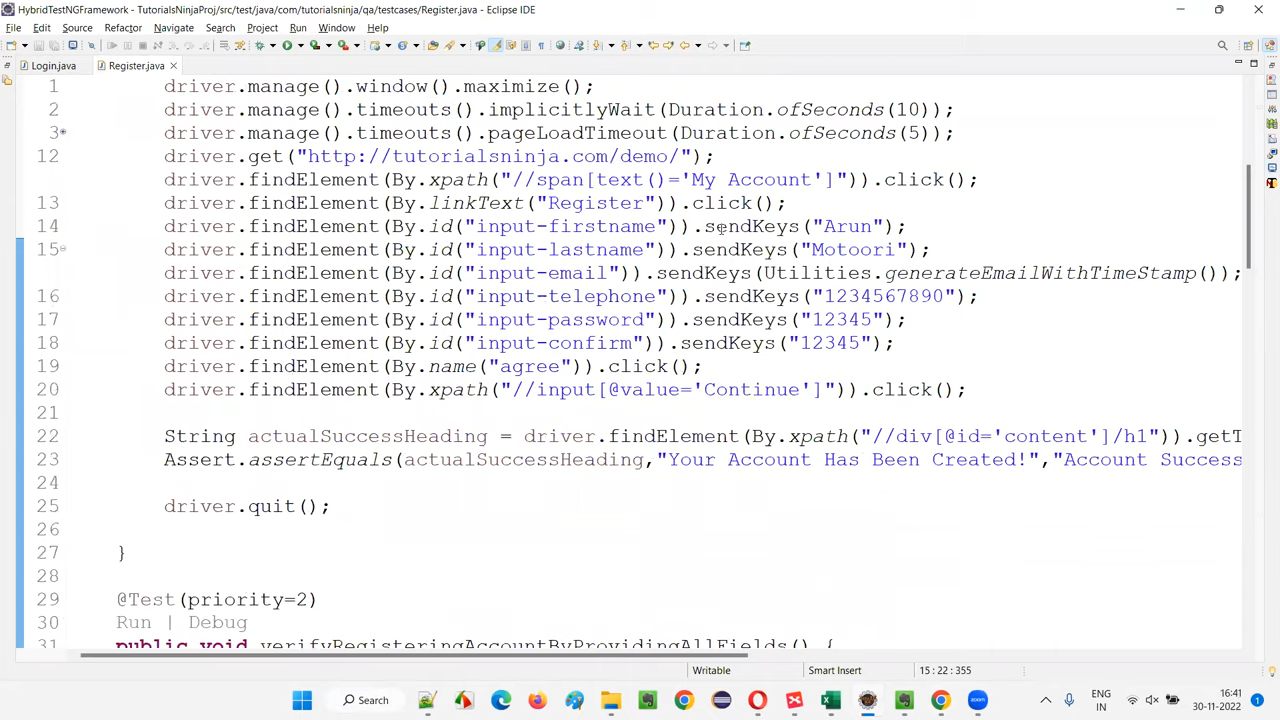 HybridTestNGFramework - TutorialsNinjaProj/src/test/java/com/tutorialsninja/qa/testcases/Register.java - Eclipse IDE
File Edit Source Refactor Navigate Search Project Run Window Help
Login.java Register.java
1 driver.manage().window().maximize();
2 driver.manage().timeouts().implicitlyWait(Duration.ofSeconds(10));
3 driver.manage().timeouts().pageLoadTimeout(Duration.ofSeconds(5));
12 driver.get("http://tutorialsninja.com/demo/");
driver.findElement(By.xpath("//span[text()='My Account']")).click();
13 driver.findElement(By.linkText("Register")).click();
14 driver.findElement(By.id("input-firstname")).sendKeys("Arun");
15 driver.findElement(By.id("input-lastname")).sendKeys("Motoori");
driver.findElement(By.id("input-email")).sendKeys(Utilities.generateEmailWithTimeStamp());
16 driver.findElement(By.id("input-telephone")).sendKeys("1234567890");
17 driver.findElement(By.id("input-password")).sendKeys("12345");
18 driver.findElement(By.id("input-confirm")).sendKeys("12345");
19 driver.findElement(By.name("agree")).click();
20 driver.findElement(By.xpath("//input[@value='Continue']")).click();
21
22 String actualSuccessHeading = driver.findElement(By.xpath("//div[@id='content']/h1")).getT
23 Assert.assertEquals(actualSuccessHeading,"Your Account Has Been Created!","Account Success
24
25 driver.quit();
26
27 }
28
29 @Test(priority=2)
30 Run | Debug
31 public void verifyRegisteringAccountByProvidingAllFields() {
Writable Smart Insert 15 : 22 : 355
Search ENG IN 16:41 30-11-2022 1